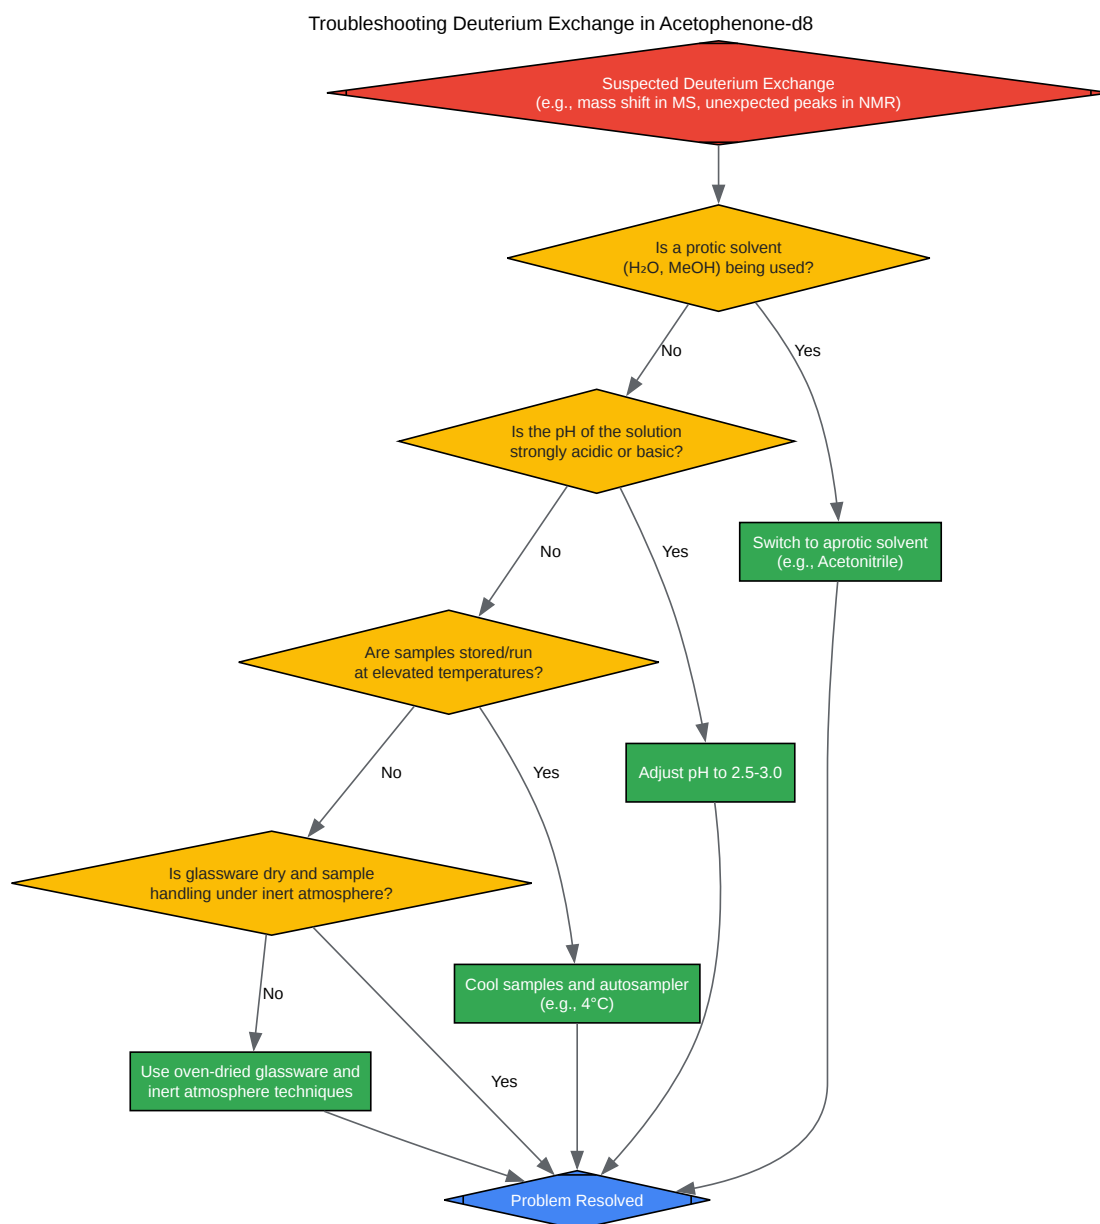 Troubleshooting Deuterium Exchange in Acetophenone-d8
Suspected Deuterium Exchange
(e.g., mass shift in MS, unexpected peaks in NMR)
Is a protic solvent
(H₂O, MeOH) being used?
No
Yes
Is the pH of the solution
strongly acidic or basic?
Switch to aprotic solvent
(e.g., Acetonitrile)
No
Yes
Are samples stored/run
at elevated temperatures?
Adjust pH to 2.5-3.0
No
Yes
Is glassware dry and sample
handling under inert atmosphere?
Cool samples and autosampler
(e.g., 4°C)
No
Use oven-dried glassware and
inert atmosphere techniques
Yes
Problem Resolved